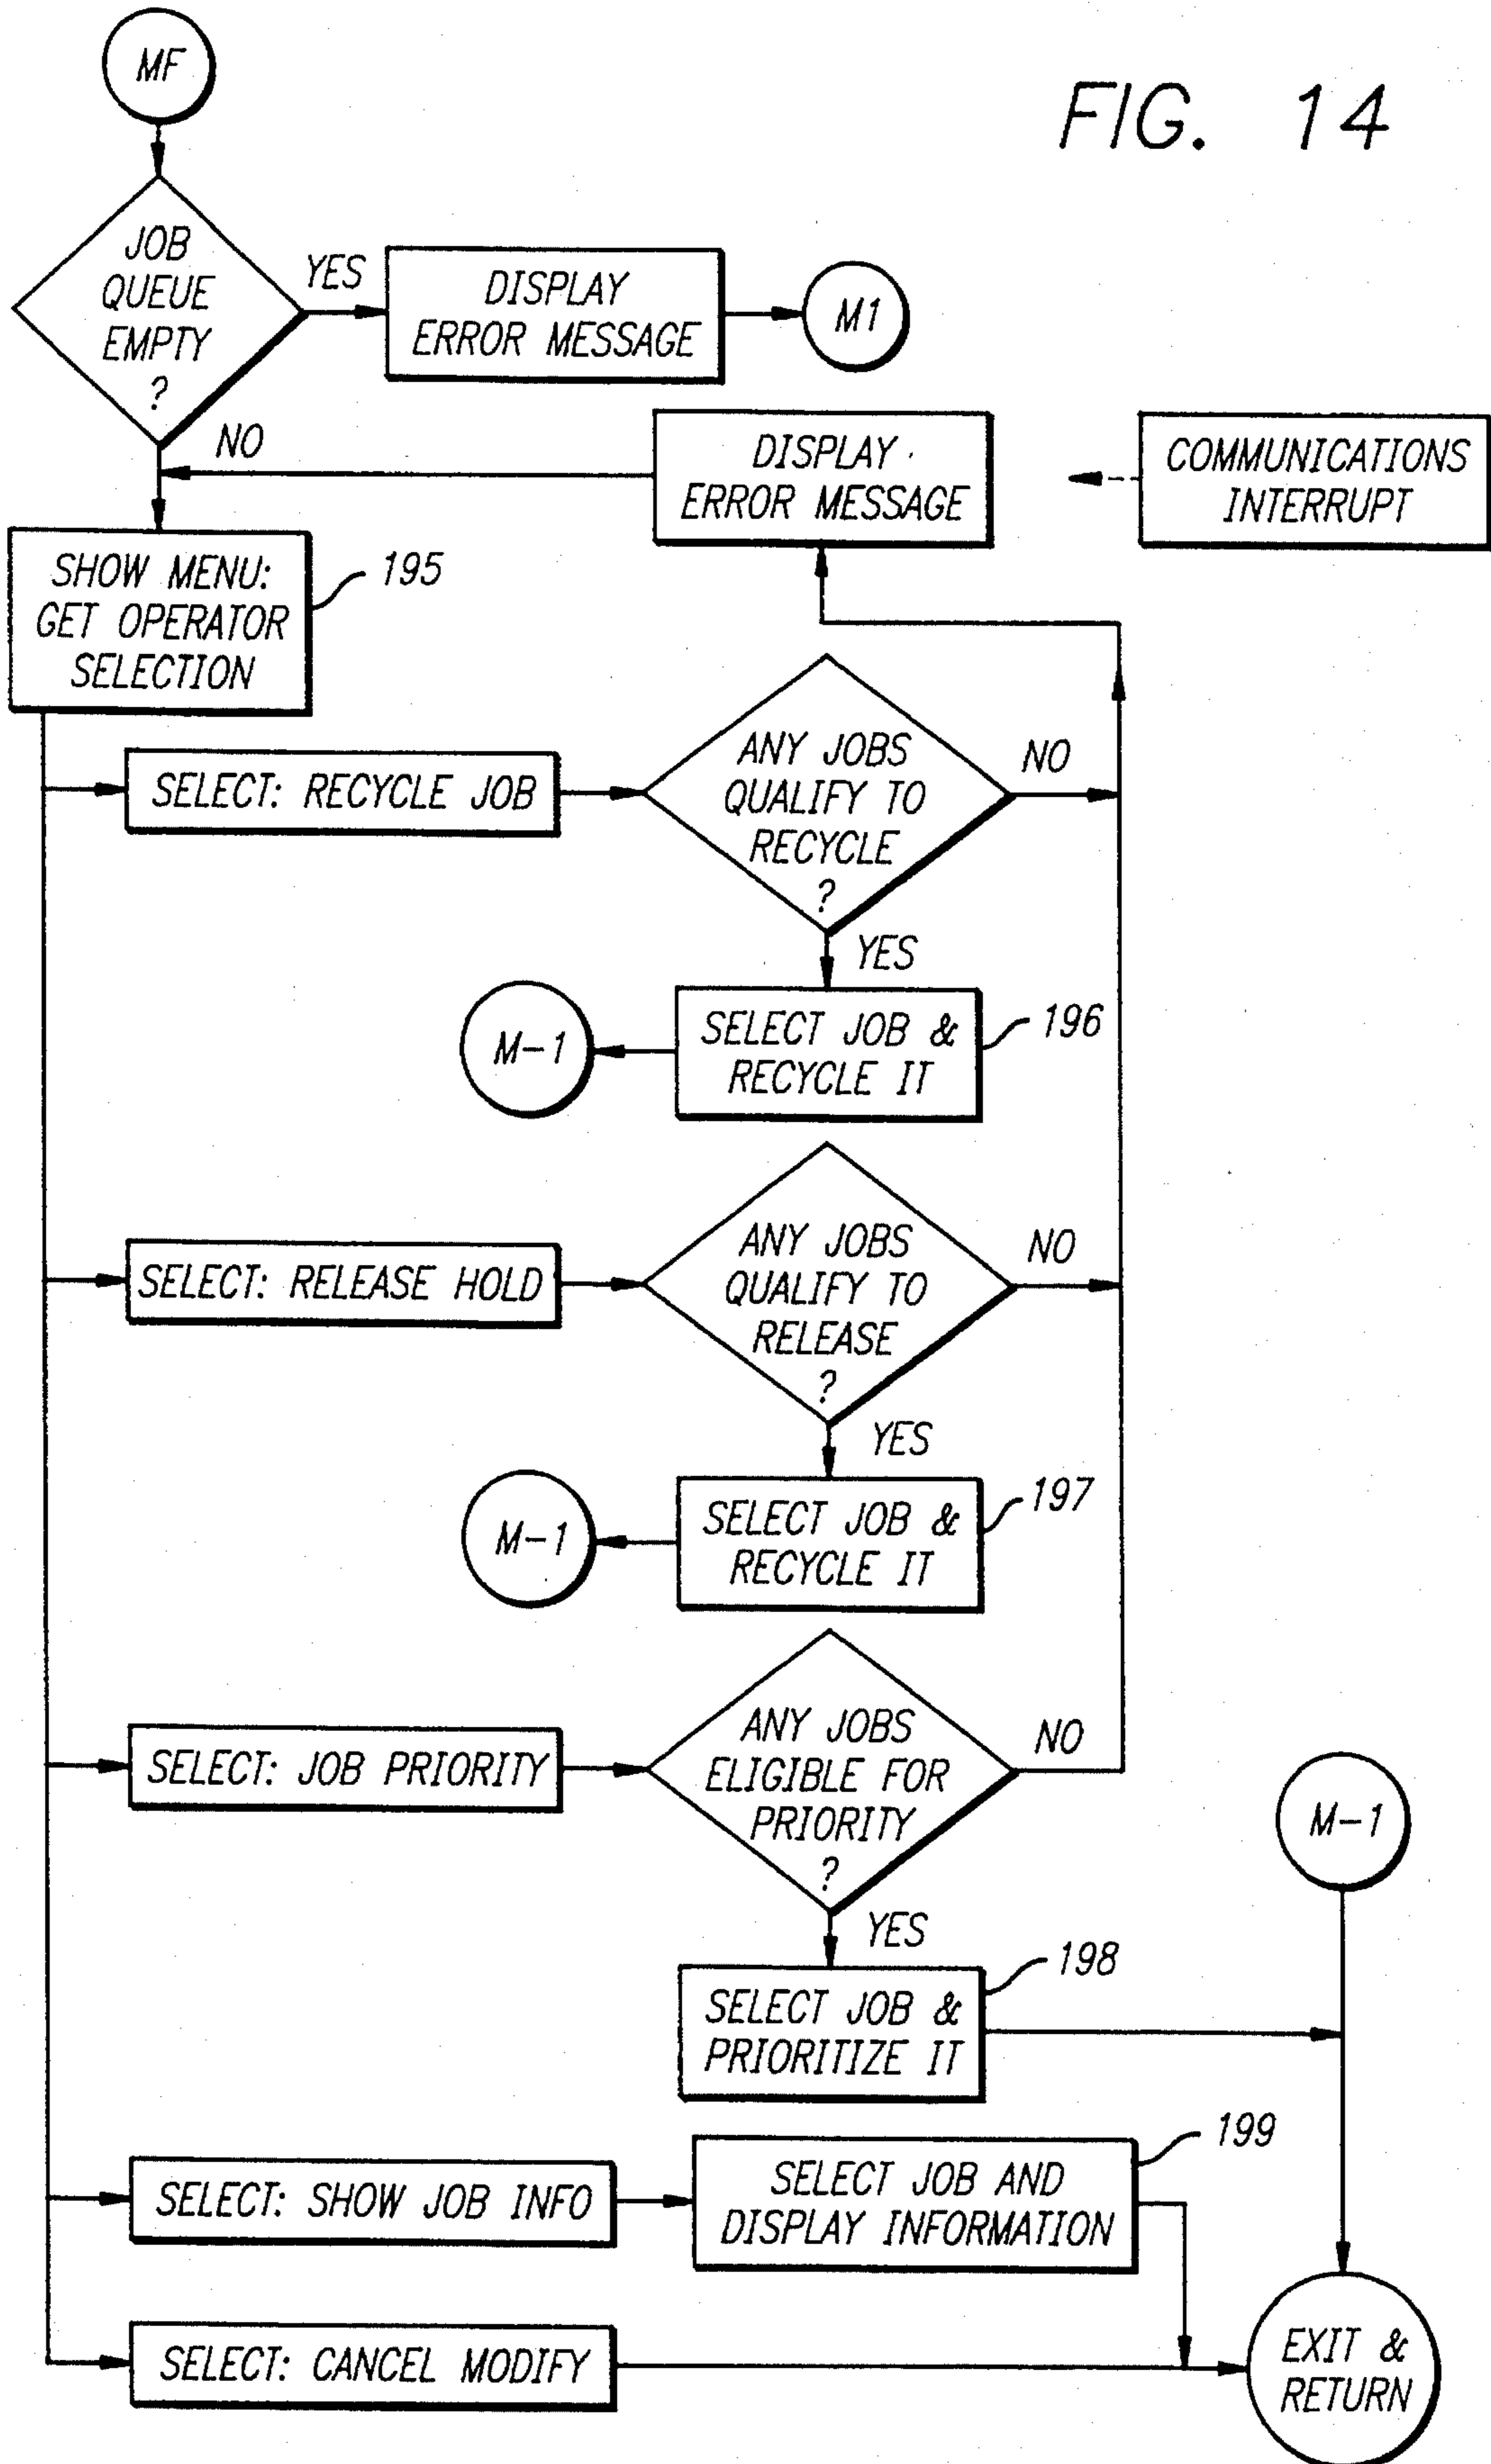 MF
FIG. 14
JOB
QUEUE
EMPTY
?
YES
DISPLAY
ERROR MESSAGE
M1
NO
DISPLAY
ERROR MESSAGE
COMMUNICATIONS
INTERRUPT
SHOW MENU:
GET OPERATOR
SELECTION
195
SELECT: RECYCLE JOB
ANY JOBS
QUALIFY TO
RECYCLE
?
NO
YES
M-1
SELECT JOB &
RECYCLE IT
196
SELECT: RELEASE HOLD
ANY JOBS
QUALIFY TO
RELEASE
?
NO
YES
M-1
SELECT JOB &
RECYCLE IT
197
SELECT: JOB PRIORITY
ANY JOBS
ELIGIBLE FOR
PRIORITY
?
NO
M-1
YES
SELECT JOB &
PRIORITIZE IT
198
SELECT: SHOW JOB INFO
SELECT JOB AND
DISPLAY INFORMATION
199
SELECT: CANCEL MODIFY
EXIT &
RETURN